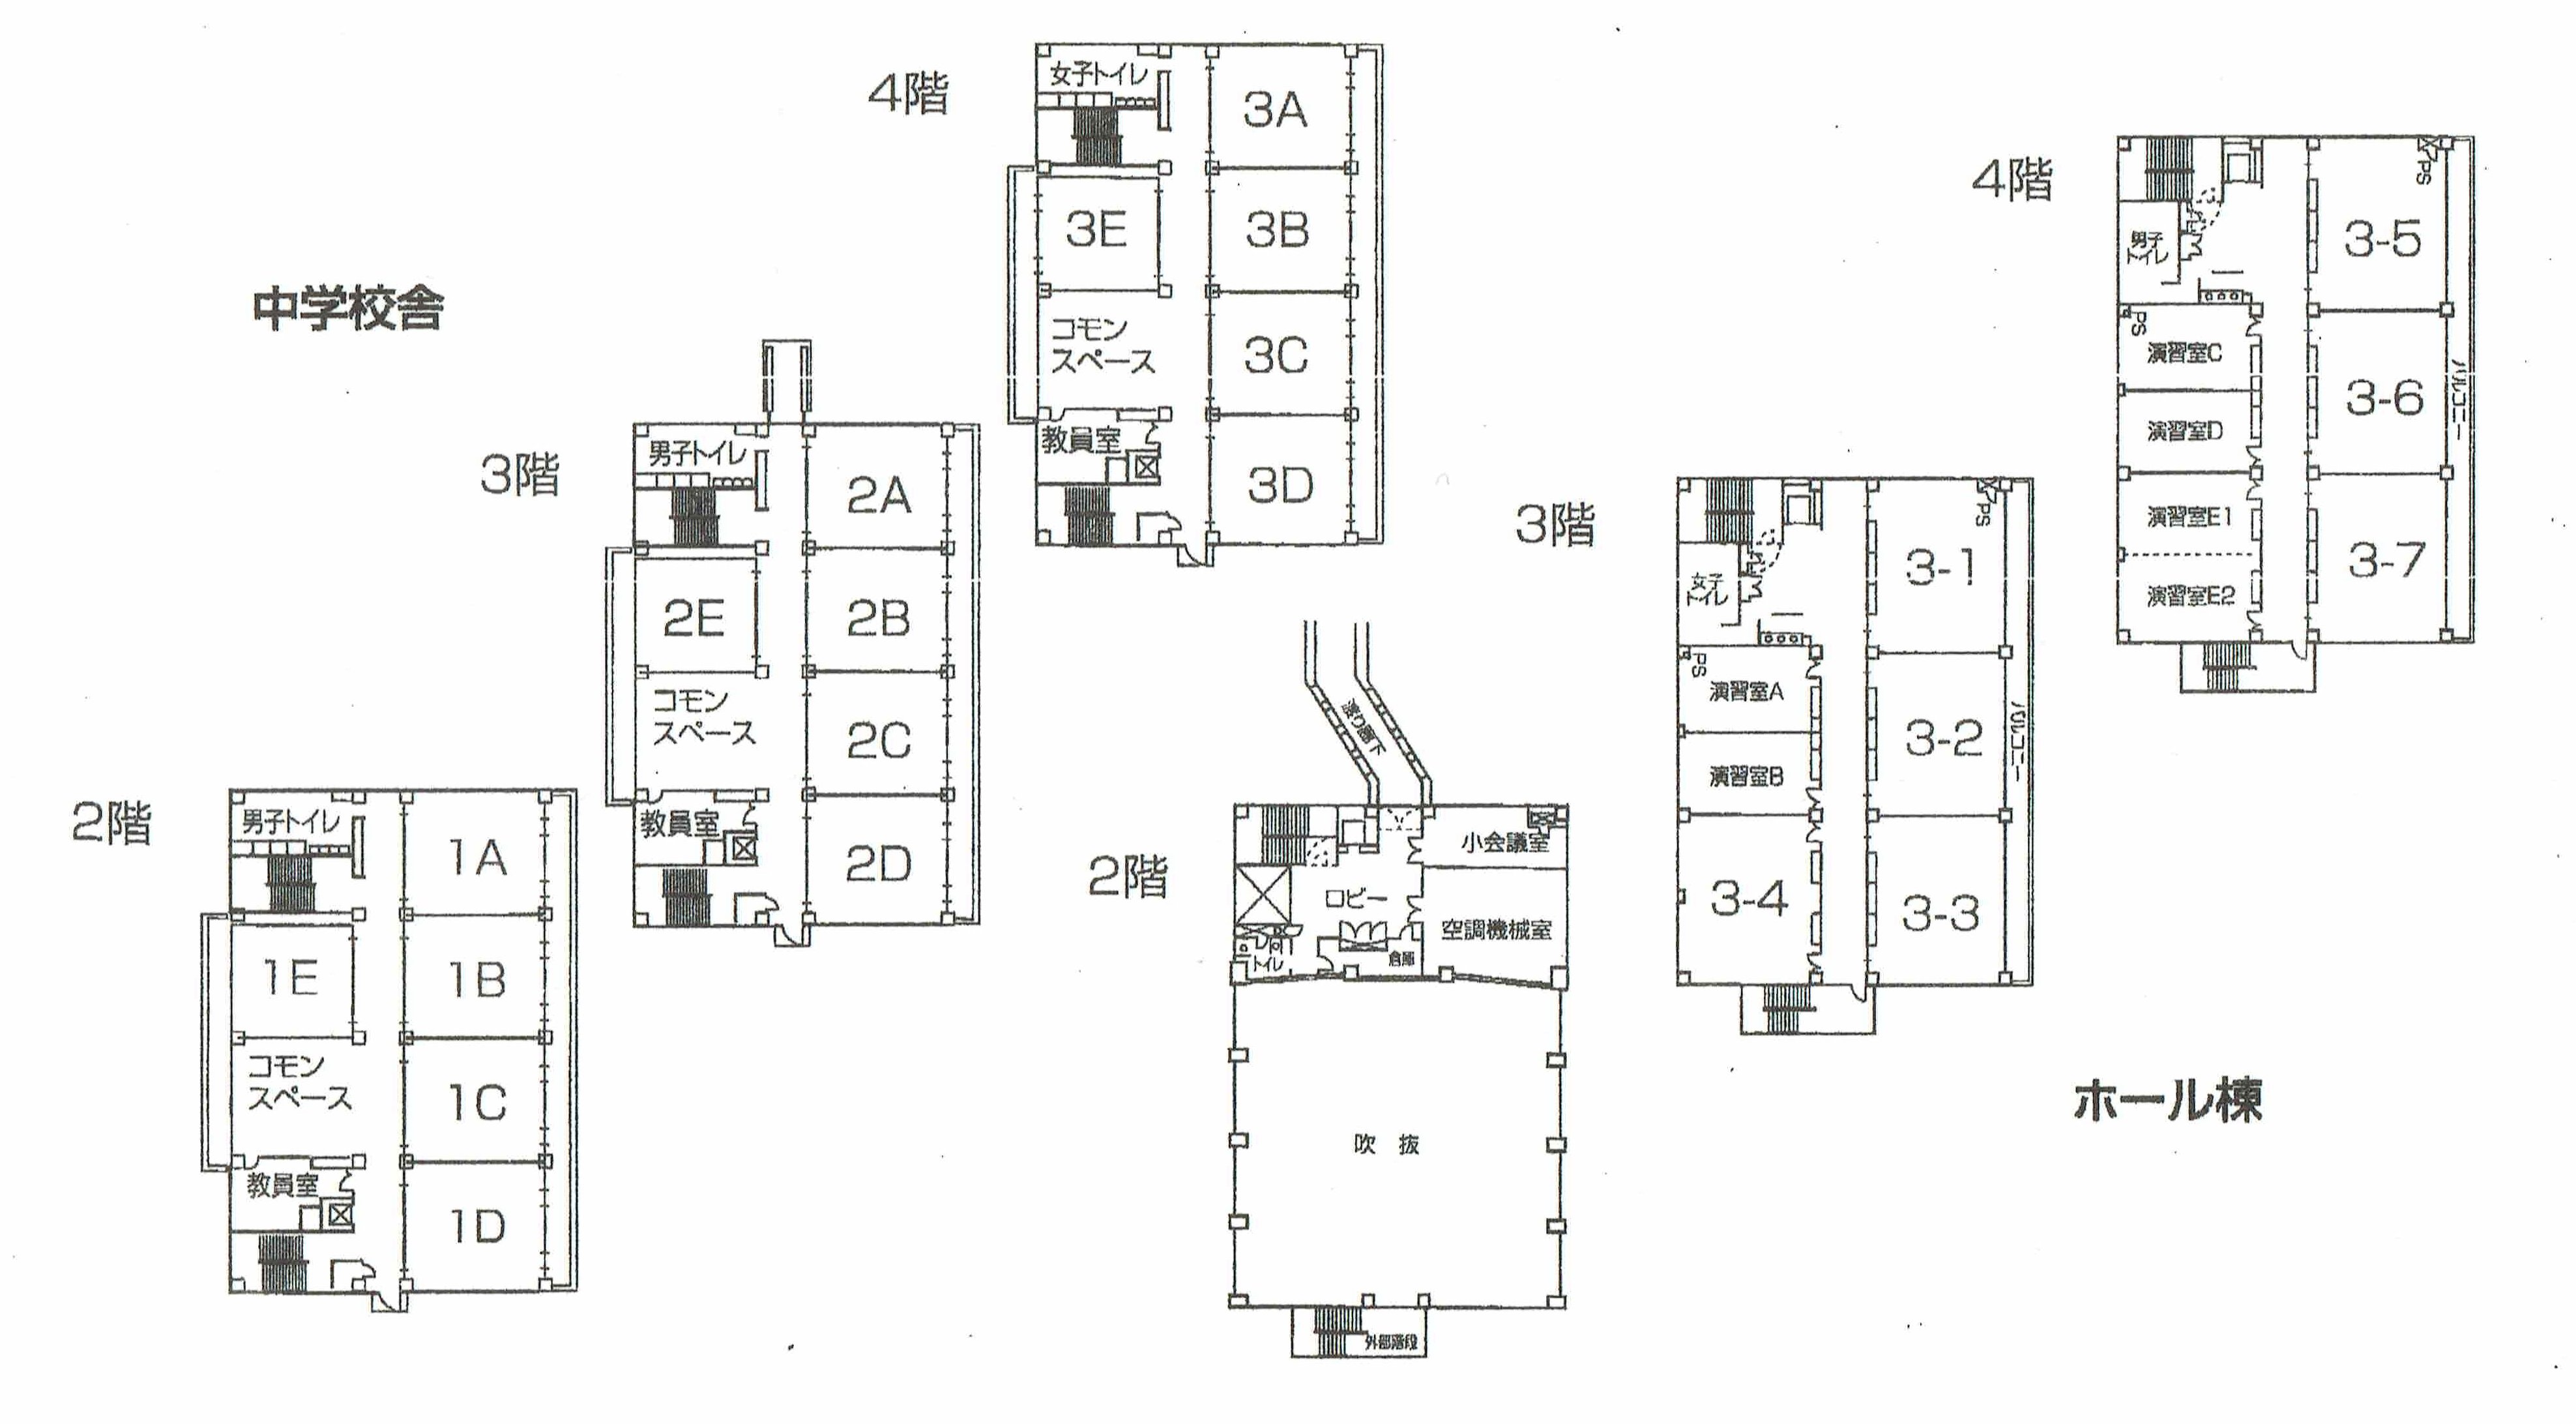 中学校舎
2階
男子トイレ
1A
1E
1B
コモン
スペース
1C
教員室
1D
3階
男子トイレ
2A
2E
2B
コモン
スペース
2C
教員室
2D
4階
女子トイレ
3A
3E
3B
コモン
スペース
3C
教員室
3D
ホール棟
2階
渡り廊下
小会議室
ロビー
空調機械室
倉庫
トイレ
吹 抜
外部階段
3階
PS
3-1
女子
トイレ
PS
演習室A
3-2
バルコニー
演習室B
3-4
3-3
4階
PS
3-5
男子
トイレ
PS
演習室C
3-6
バルコニー
演習室D
演習室E1
3-7
演習室E2